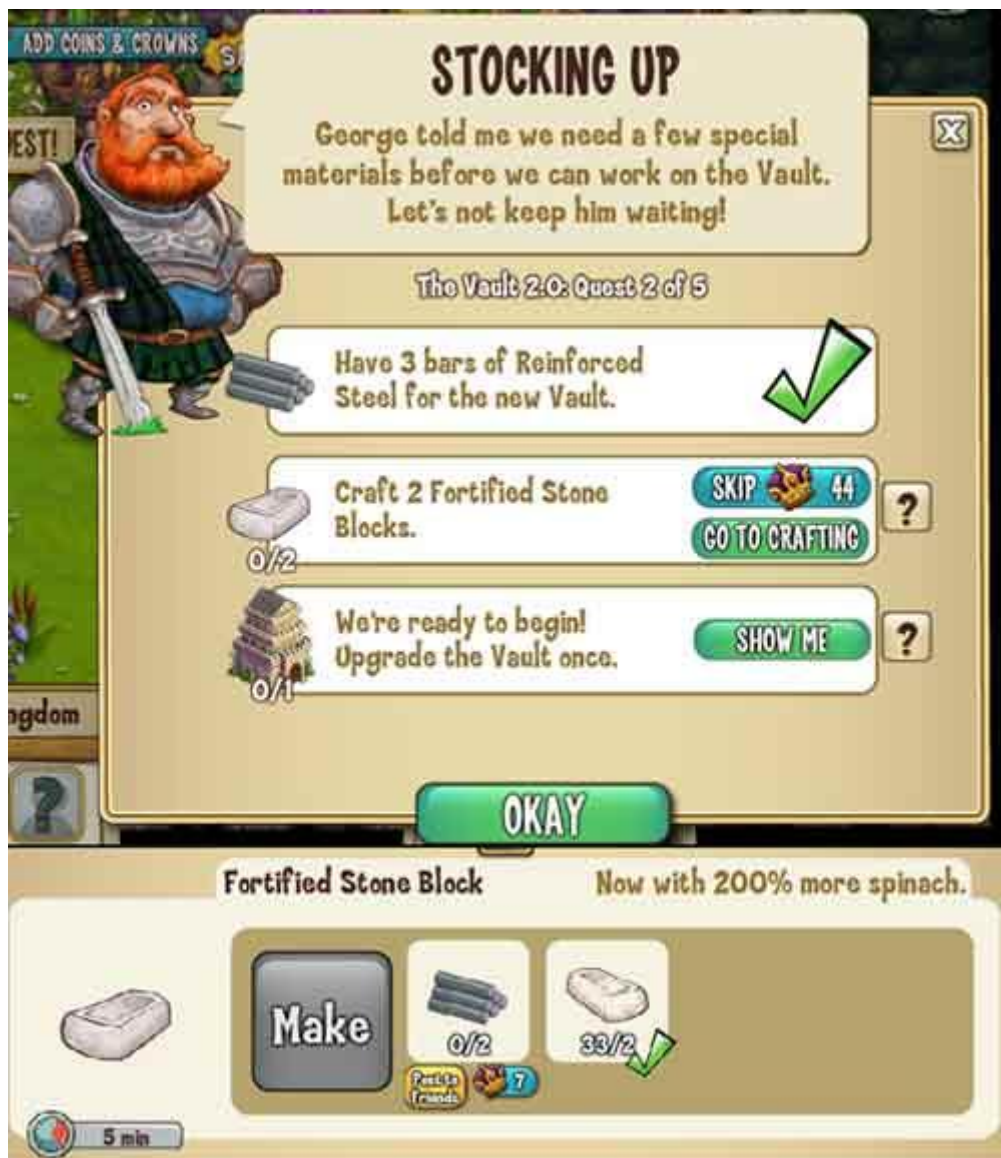 ADD COINS & CROWNS
STOCKING UP
George told me we need a few special
materials before we can work on the Vault.
Let's not keep him waiting!
EST!
The Vault 2.0: Quest 2 of 5
Have 3 bars of Reinforced
Steel for the new Vault.
Craft 2 Fortified Stone
Blocks.
0/2
SKIP 44
GO TO CRAFTING
?
We're ready to begin!
Upgrade the Vault once.
0/1
SHOW ME
?
ngdom
?
OKAY
Fortified Stone Block
Now with 200% more spinach.
Make
0/2
33/2
Post to
Friends
7
5 min